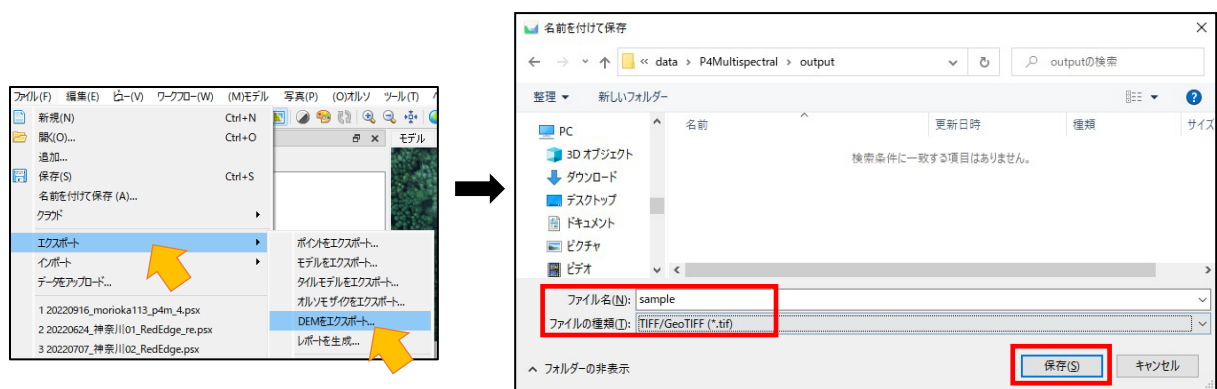 ファイル(F) 編集(E) ビュー(V) ワークフロー(W) (M)モデル 写真(P) (O)オルソ ツール(T)
新規(N) Ctrl+N
開く(O)... Ctrl+O
追加...
保存(S) Ctrl+S
名前を付けて保存 (A)...
クラウド
エクスポート
インポート
データをアップロード...
1 20220916_morioka113_p4m_4.psx
2 20220624_神奈川01_RedEdge_re.psx
3 20220707_神奈川02_RedEdge.psx
モデル
ポイントをエクスポート...
モデルをエクスポート...
タイルモデルをエクスポート...
オルソモザイクをエクスポート...
DEMをエクスポート...
レポートを生成...
名前を付けて保存
« data › P4Multispectral › output
outputの検索
整理 新しいフォルダー
名前 更新日時 種類 サイズ
検索条件に一致する項目はありません。
PC
3D オブジェクト
ダウンロード
デスクトップ
ドキュメント
ピクチャ
ビデオ
ファイル名(N): sample
ファイルの種類(T): TIFF/GeoTIFF (*.tif)
フォルダーの非表示
保存(S) キャンセル